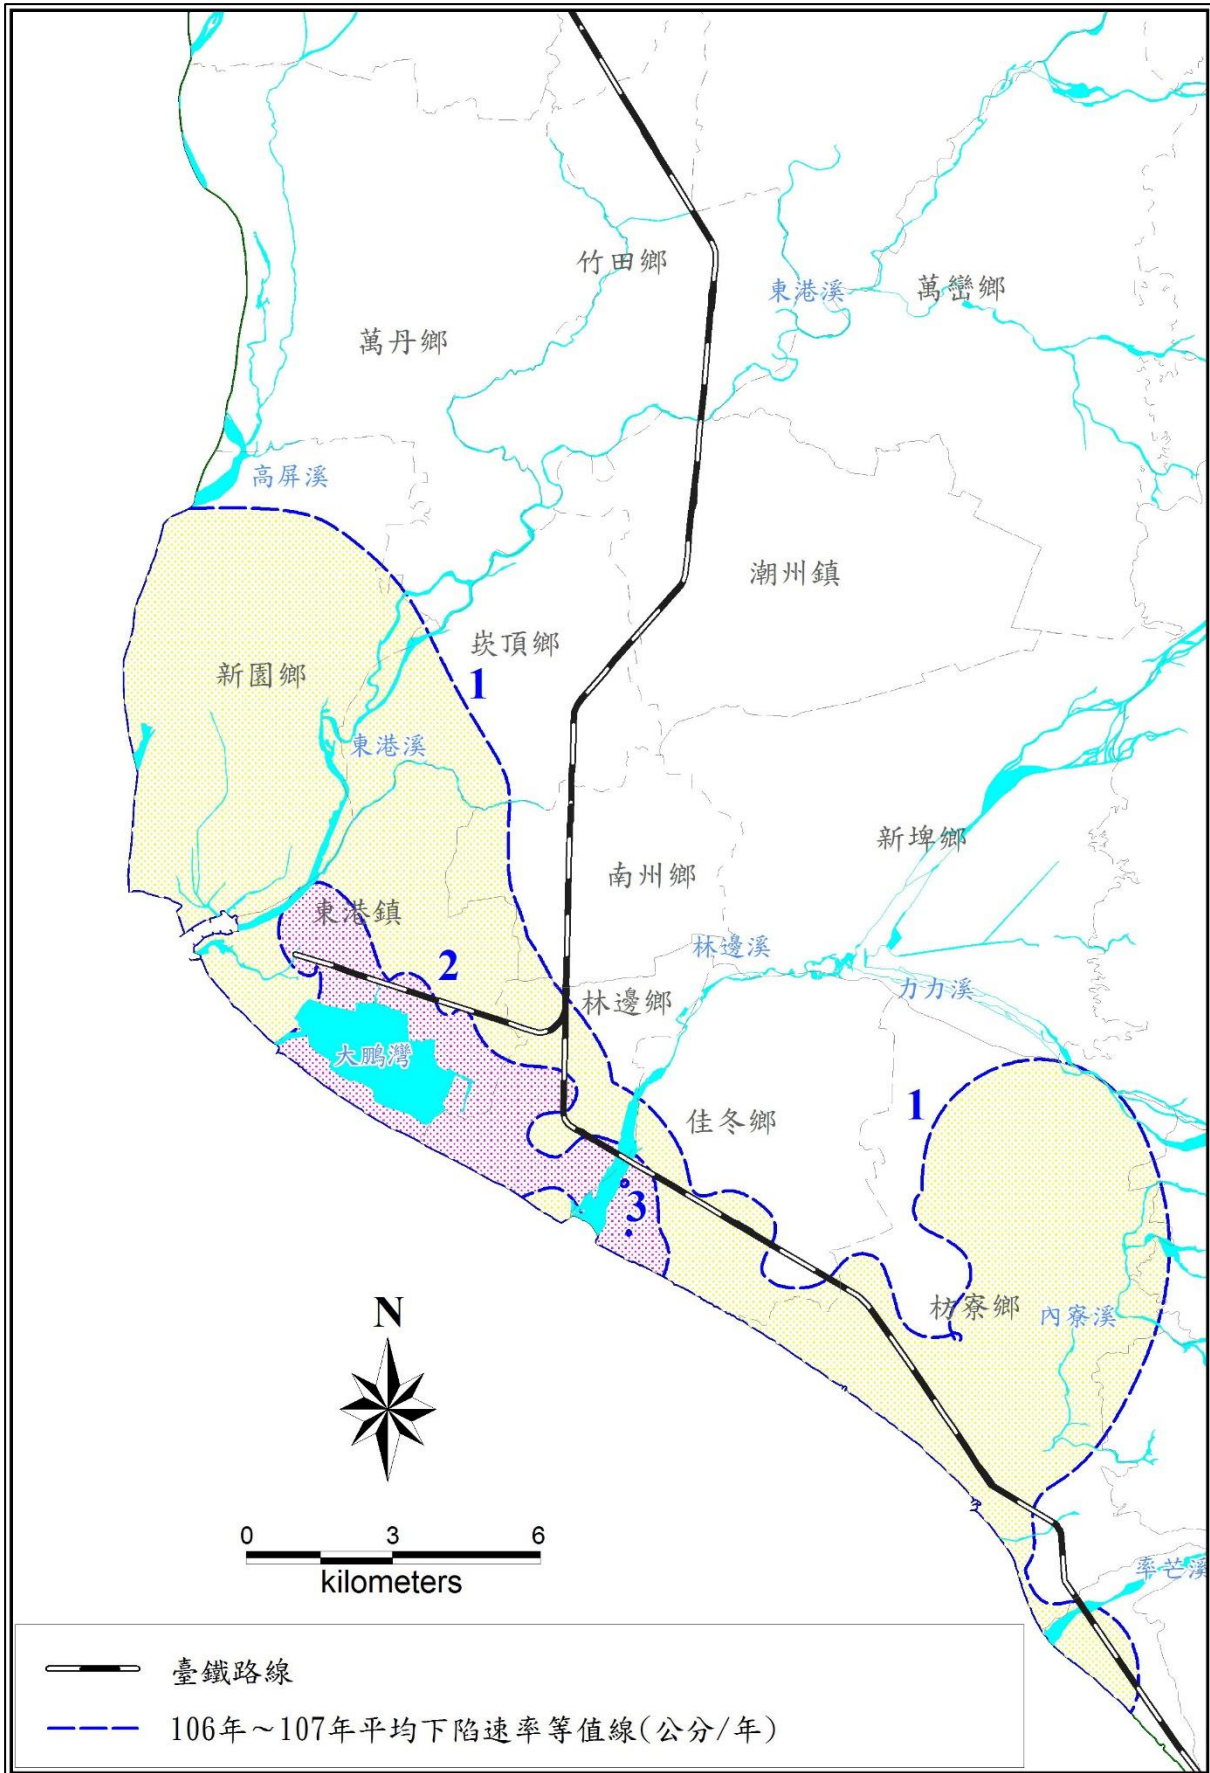 竹田鄉
東港溪
萬巒鄉
萬丹鄉
高屏溪
潮州鎮
崁頂鄉
新園鄉
1
東港溪
新埤鄉
南州鄉
東港鎮
林邊溪
2
力力溪
林邊鄉
大鵬灣
1
佳冬鄉
3
枋寮鄉
內寮溪
N
0 3 6
kilometers
率芒溪
臺鐵路線
106年～107年平均下陷速率等值線(公分/年)